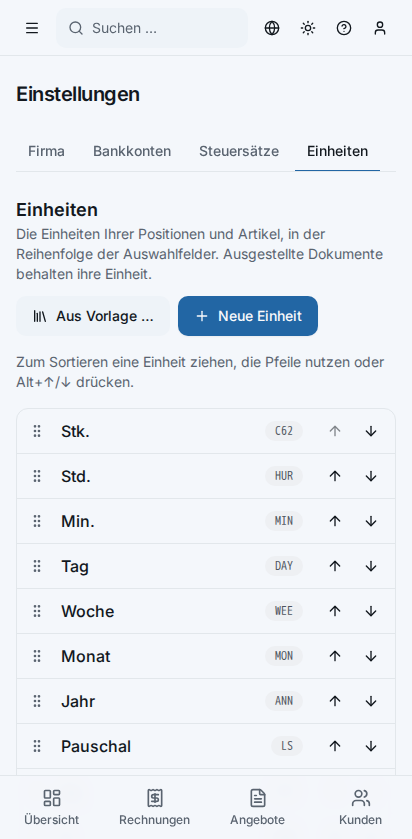 Suchen ...
Einstellungen
Firma
Bankkonten
Steuersätze
Einheiten
Einheiten
Die Einheiten Ihrer Positionen und Artikel, in der
Reihenfolge der Auswahlfelder. Ausgestellte Dokumente
behalten ihre Einheit.
Aus Vorlage ...
Neue Einheit
Zum Sortieren eine Einheit ziehen, die Pfeile nutzen oder
Alt+↑/↓ drücken.
Stk. C62
Std. HUR
Min. MIN
Tag DAY
Woche WEE
Monat MON
Jahr ANN
Pauschal LS
Übersicht
Rechnungen
Angebote
Kunden